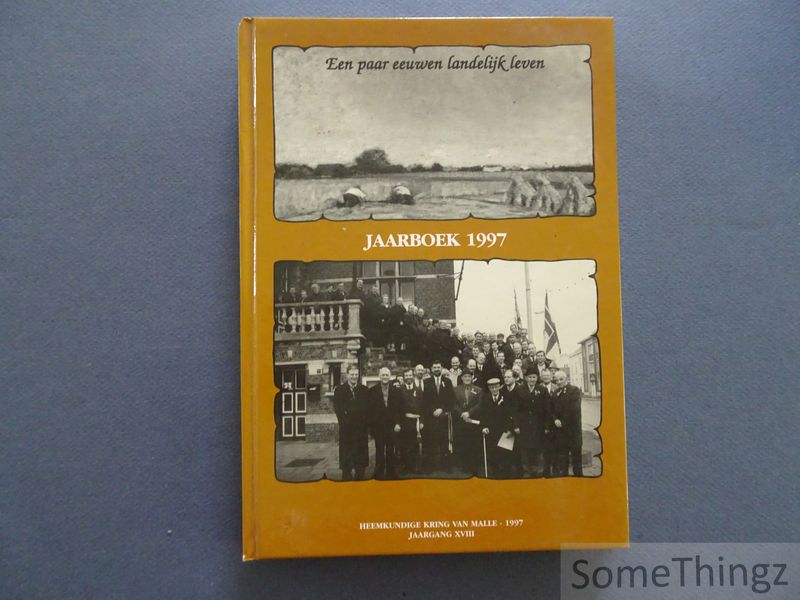 Een paar eeuwen landelijk leven
JAARBOEK 1997
HEEMKUNDIGE KRING VAN MALLE - 1997
JAARGANG XVIII
SomeThingz